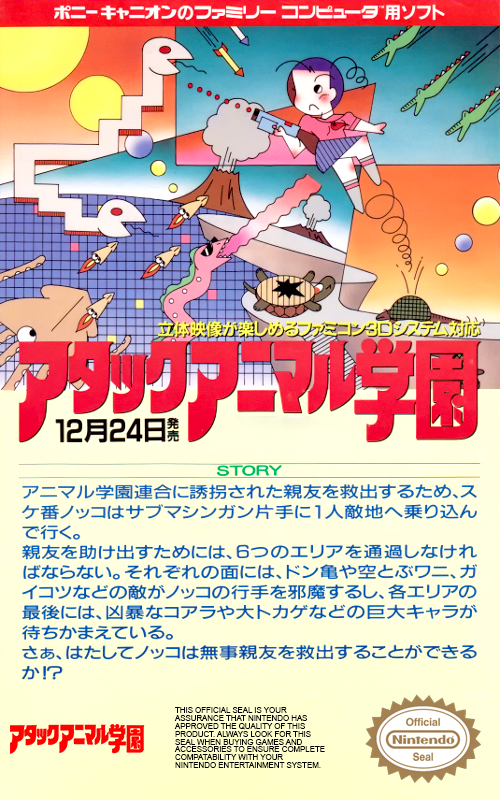 ポニーキャニオンのファミリー コンピュータ™用ソフト
立体映像が楽しめるファミコン3Dシステム対応
アタックアニマル学園
12月24日発売
STORY
アニマル学園連合に誘拐された親友を救出するため、ス
ケ番ノッコはサブマシンガン片手に1人敵地へ乗り込ん
で行く。
親友を助け出すためには、6つのエリアを通過しなけれ
ばならない。それぞれの面には、ドン亀や空とぶワニ、ガ
イコツなどの敵がノッコの行手を邪魔するし、各エリアの
最後には、凶暴なコアラや大トカゲなどの巨大キャラが
待ちかまえている。
さぁ、はたしてノッコは無事親友を救出することができる
か!?
アタックアニマル学園
THIS OFFICIAL SEAL IS YOUR
ASSURANCE THAT NINTENDO HAS
APPROVED THE QUALITY OF THIS
PRODUCT. ALWAYS LOOK FOR THIS
SEAL WHEN BUYING GAMES AND
ACCESSORIES TO ENSURE COMPLETE
COMPATABILITY WITH YOUR
NINTENDO ENTERTAINMENT SYSTEM.
Official
Nintendo
Seal